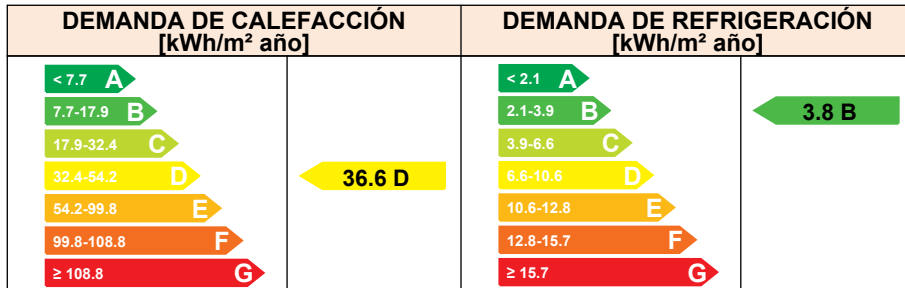 DEMANDA DE CALEFACCIÓN
[kWh/m² año]
DEMANDA DE REFRIGERACIÓN
[kWh/m² año]
< 7.7 A
7.7-17.9 B
17.9-32.4 C
32.4-54.2 D
54.2-99.8 E
99.8-108.8 F
≥ 108.8 G
36.6 D
< 2.1 A
2.1-3.9 B
3.9-6.6 C
6.6-10.6 D
10.6-12.8 E
12.8-15.7 F
≥ 15.7 G
3.8 B